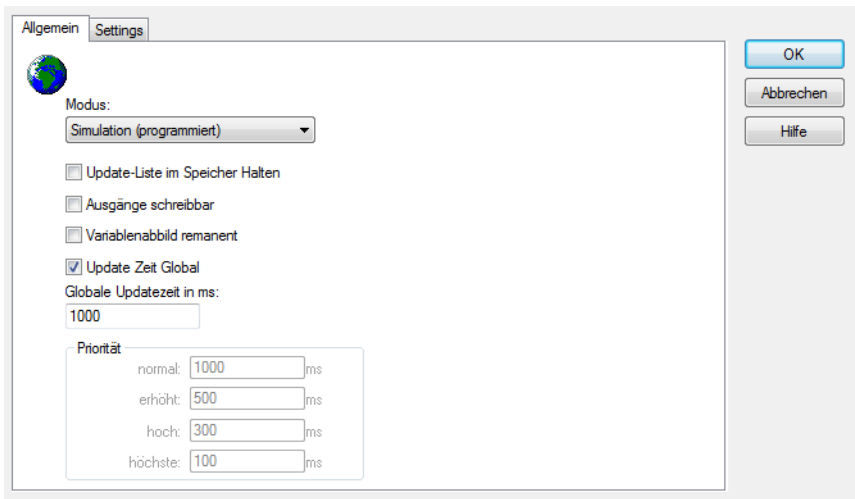 Allgemein Settings
OK
Abbrechen
Hilfe
Modus:
Simulation (programmiert)
Update-Liste im Speicher Halten
Ausgänge schreibbar
Variablenabbild remanent
Update Zeit Global
Globale Updatezeit in ms:
1000
Priorität
normal: 1000 ms
erhöht: 500 ms
hoch: 300 ms
höchste: 100 ms